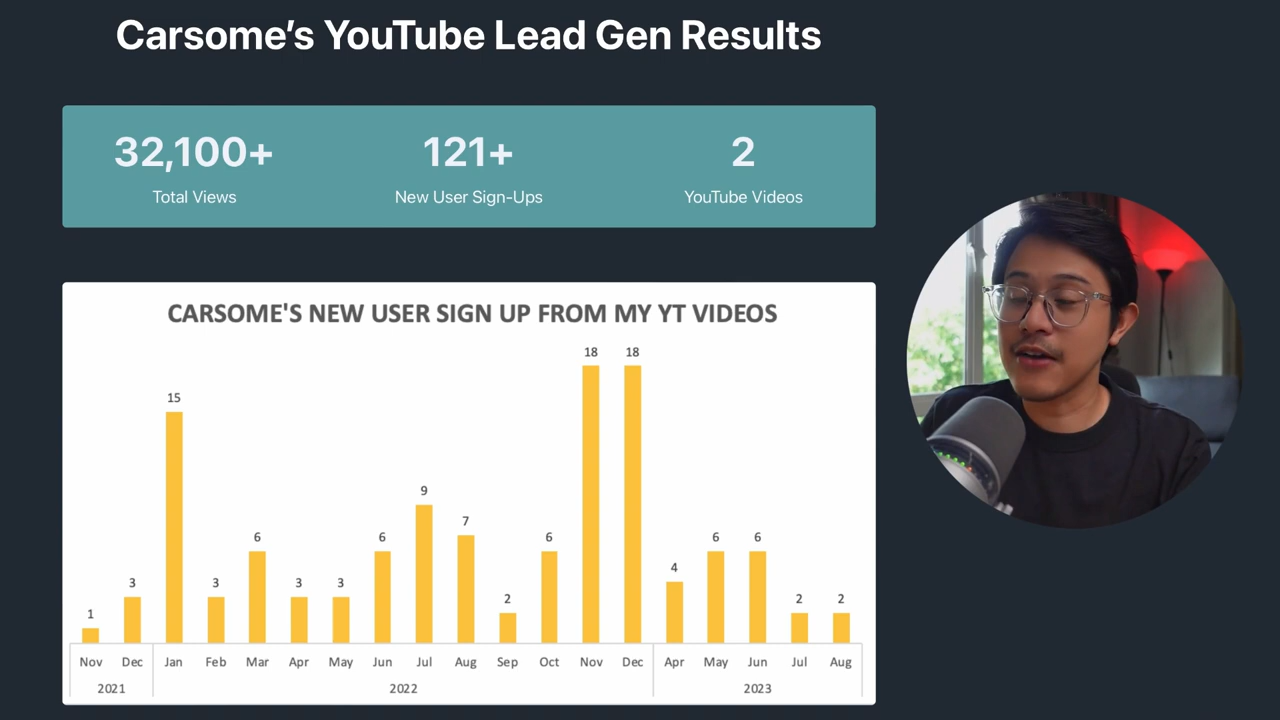 Carsome’s YouTube Lead Gen Results
32,100+ 121+ 2
Total Views New User Sign-Ups YouTube Videos
CARSOME'S NEW USER SIGN UP FROM MY YT VIDEOS
1 3 15 3 6 3 3 6 9 7 2 6 18 18 4 6 6 2 2
Nov Dec Jan Feb Mar Apr May Jun Jul Aug Sep Oct Nov Dec Apr May Jun Jul Aug
2021 2022 2023